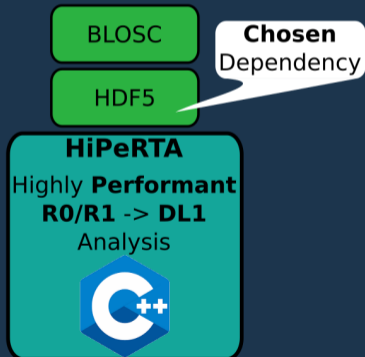 BLOSC
Chosen
Dependency
HDF5
HiPeRTA
Highly Performant
R0/R1 -> DL1
Analysis
C++